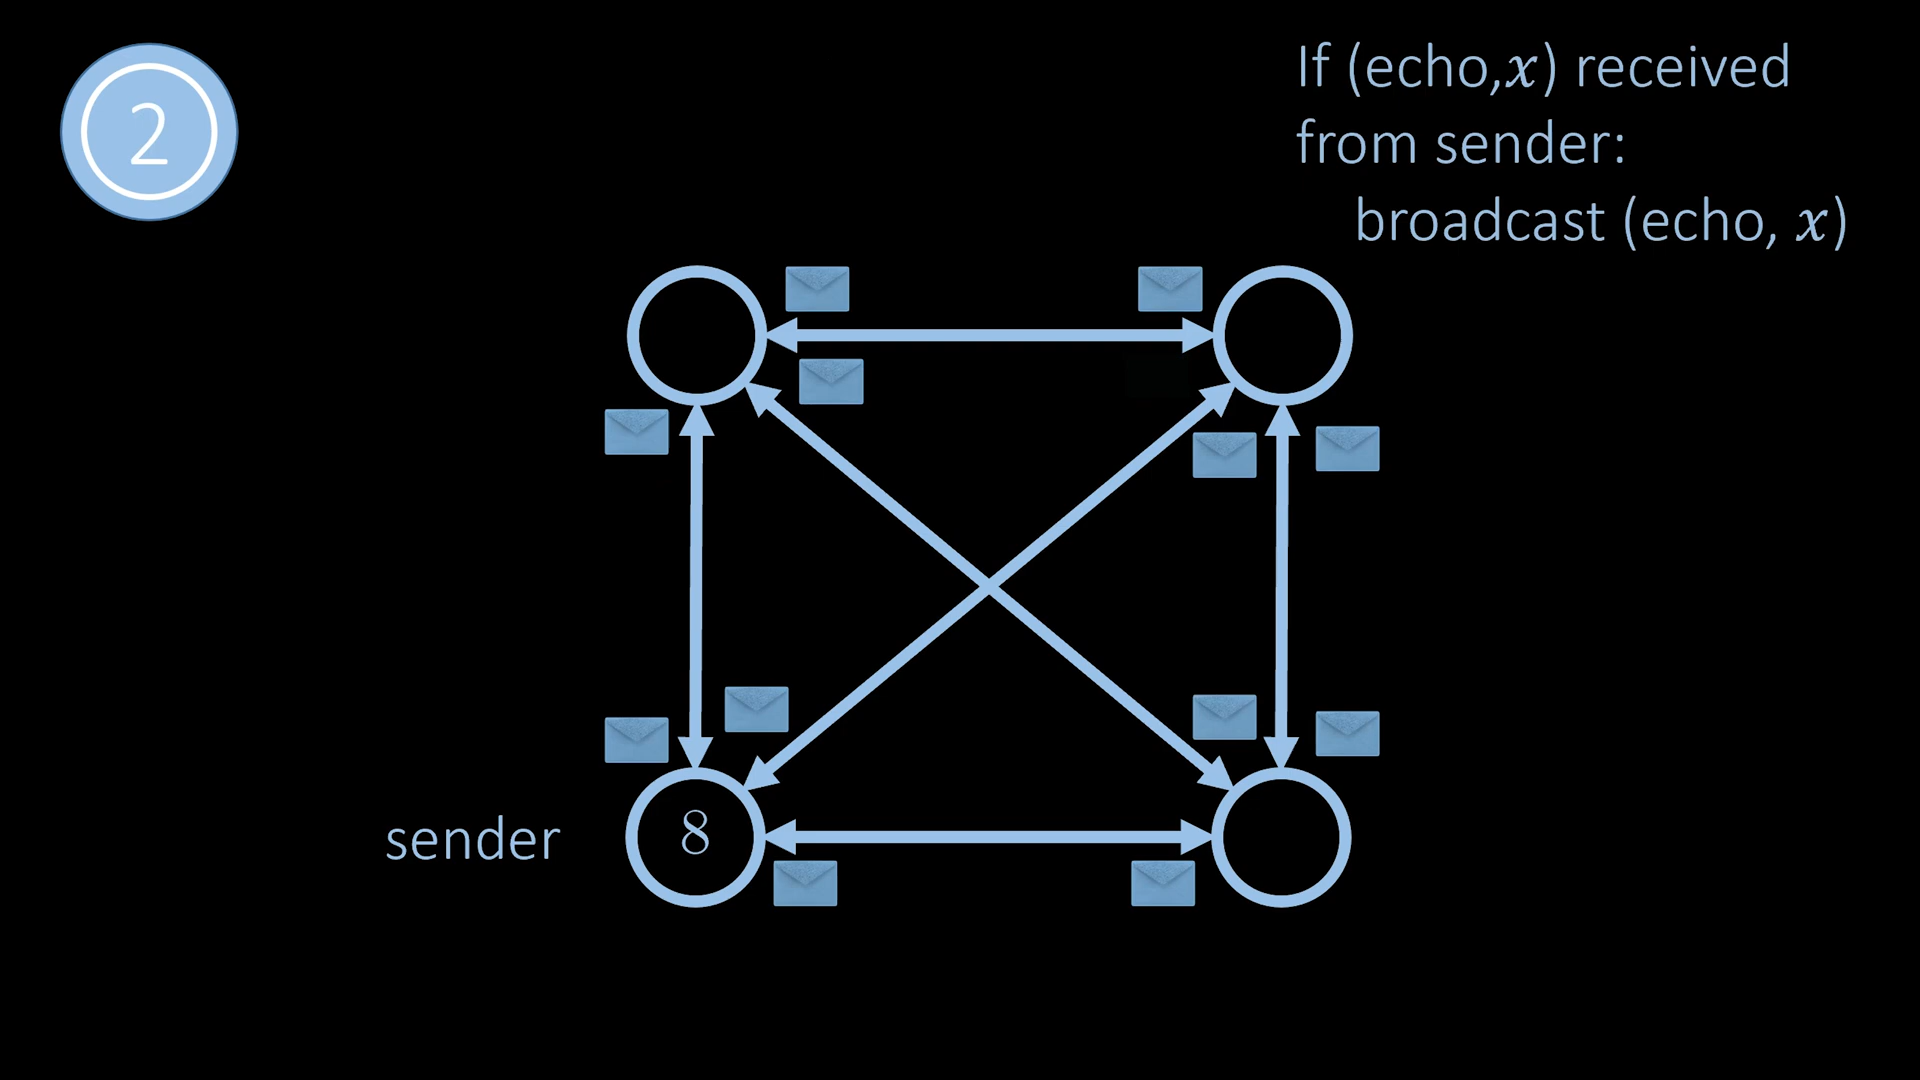 2
If (echo,x) received
from sender:
broadcast (echo, x)
sender
8